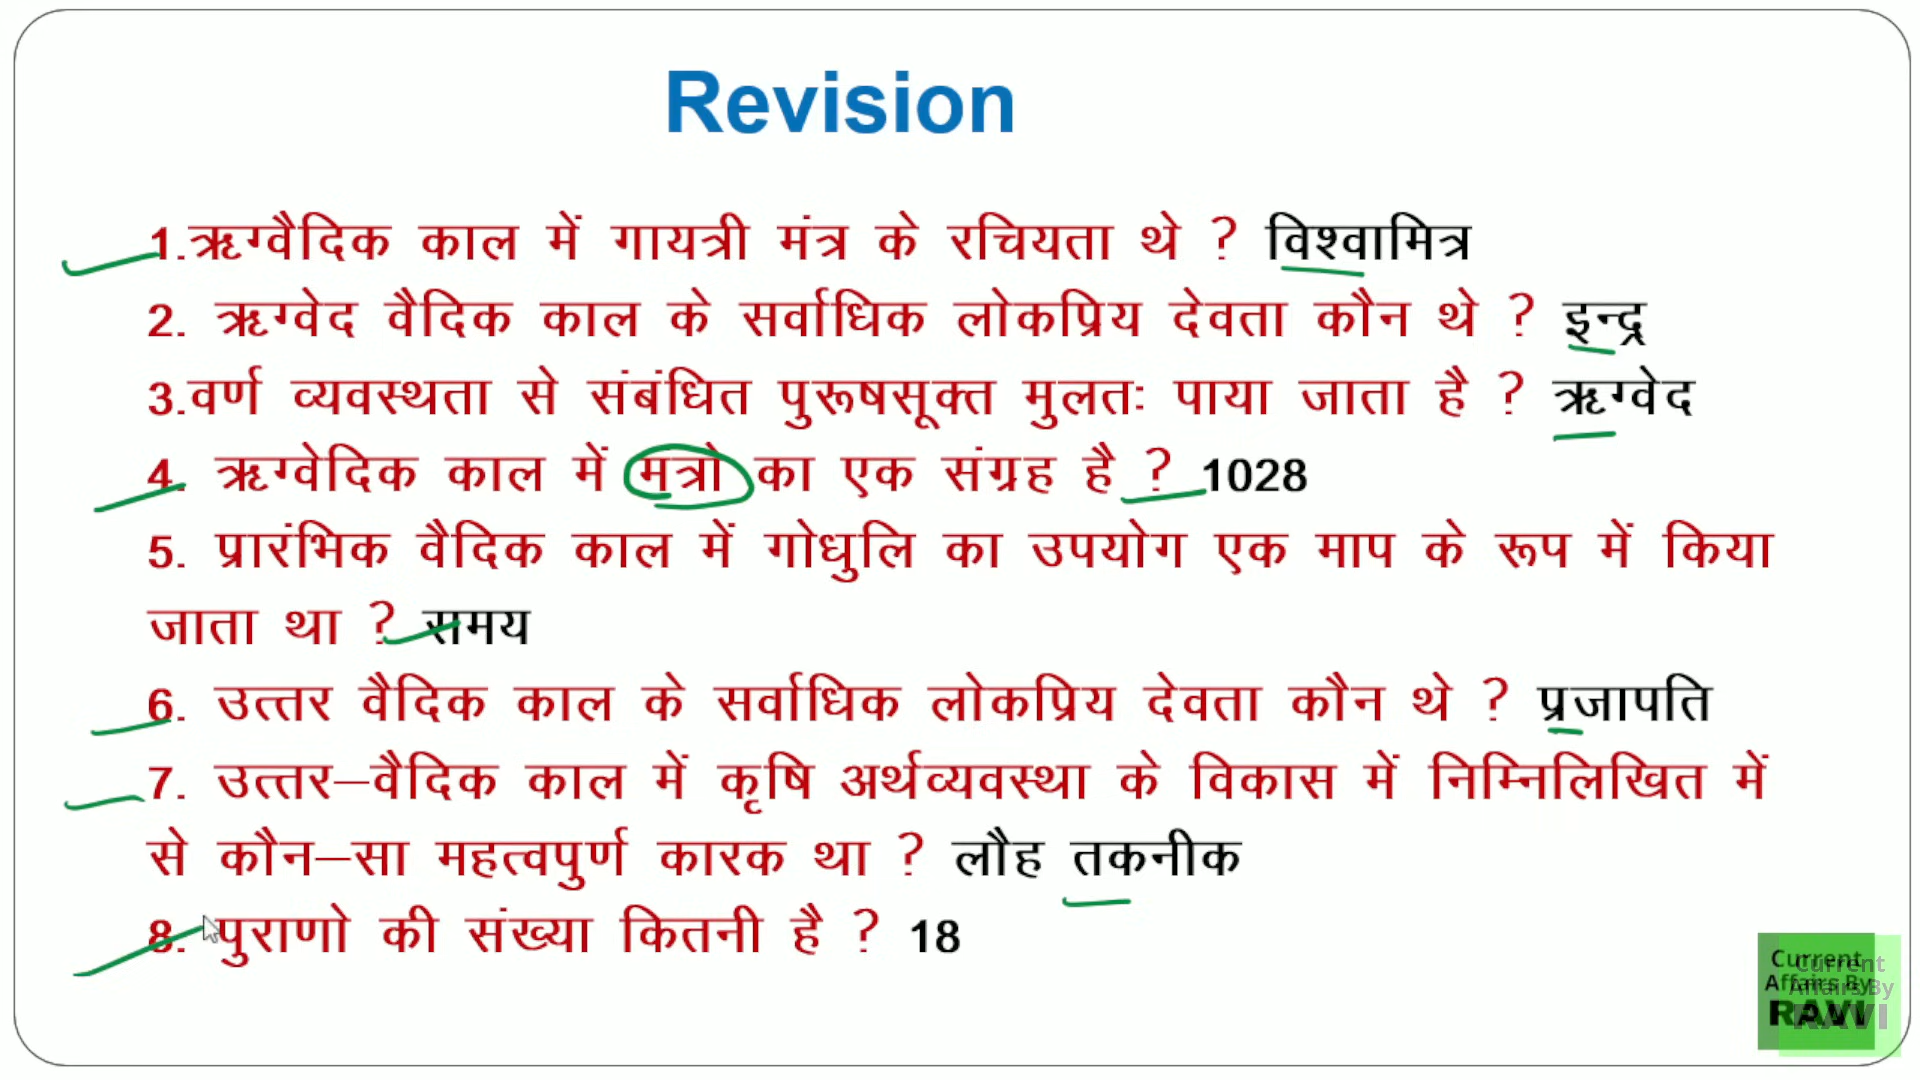 Revision
1.ऋग्वैदिक काल में गायत्री मंत्र के रचियता थे ? विश्वामित्र
2. ऋग्वेद वैदिक काल के सर्वाधिक लोकप्रिय देवता कौन थे ? इन्द्र
3.वर्ण व्यवस्थता से संबंधित पुरूषसूक्त मुलतः पाया जाता है ? ऋग्वेद
4. ऋग्वेदिक काल में मत्रो का एक संग्रह है ? 1028
5. प्रारंभिक वैदिक काल में गोधुलि का उपयोग एक माप के रूप में किया
जाता था ? समय
6. उत्तर वैदिक काल के सर्वाधिक लोकप्रिय देवता कौन थे ? प्रजापति
7. उत्तर–वैदिक काल में कृषि अर्थव्यवस्था के विकास में निम्निलिखित में
से कौन–सा महत्वपुर्ण कारक था ? लौह तकनीक
8. पुराणो की संख्या कितनी है ? 18
Current
Affairs By
RAVI